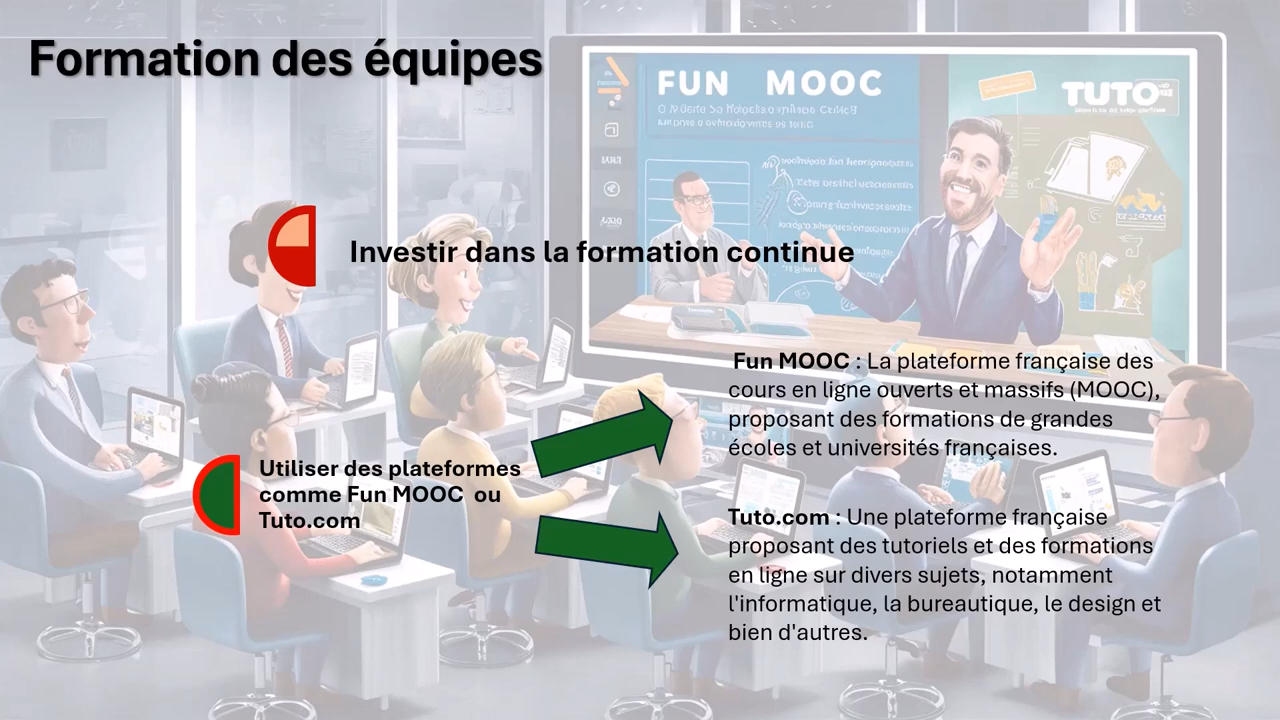 Formation des équipes
FUN MOOC
TUTO
Investir dans la formation continue
Fun MOOC : La plateforme française des
cours en ligne ouverts et massifs (MOOC),
proposant des formations de grandes
écoles et universités françaises.
Utiliser des plateformes
comme Fun MOOC ou
Tuto.com
Tuto.com : Une plateforme française
proposant des tutoriels et des formations
en ligne sur divers sujets, notamment
l'informatique, la bureautique, le design et
bien d'autres.